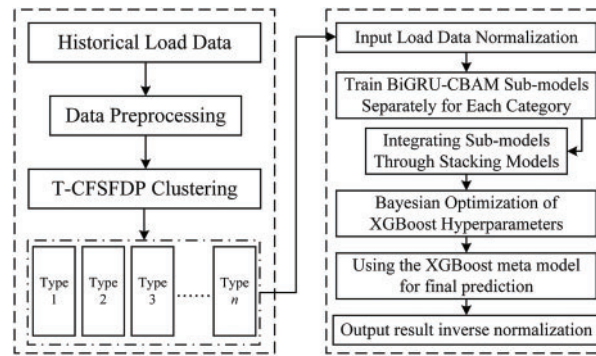 Historical Load Data
Data Preprocessing
T-CFSFDP Clustering
Type
1
Type
2
Type
3
......
Type
n
Input Load Data Normalization
Train BiGRU-CBAM Sub-models
Separately for Each Category
Integrating Sub-models
Through Stacking Models
Bayesian Optimization of
XGBoost Hyperparameters
Using the XGBoost meta model
for final prediction
Output result inverse normalization